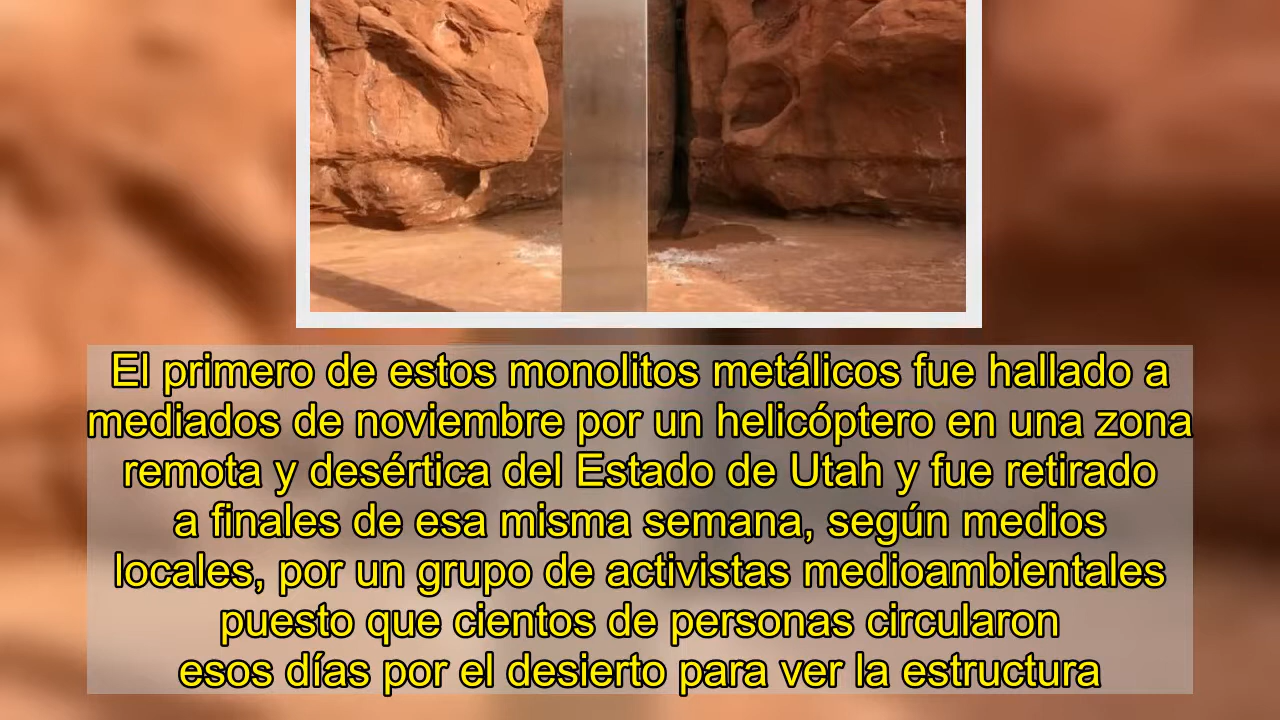 El primero de estos monolitos metálicos fue hallado a
mediados de noviembre por un helicóptero en una zona
remota y desértica del Estado de Utah y fue retirado
a finales de esa misma semana, según medios
locales, por un grupo de activistas medioambientales
puesto que cientos de personas circularon
esos días por el desierto para ver la estructura